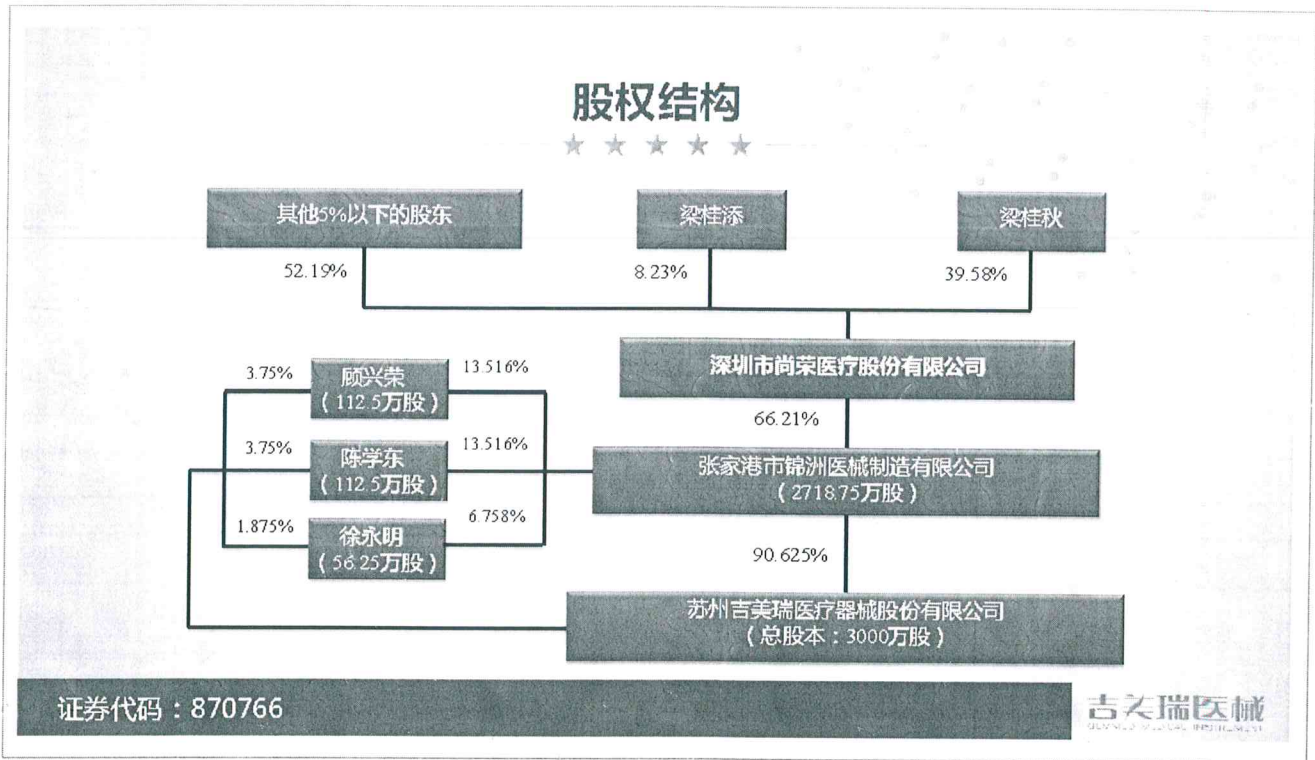 股权结构
其他5%以下的股东
梁桂添
梁桂秋
52.19%
8.23%
39.58%
深圳市尚荣医疗股份有限公司
66.21%
3.75%
顾兴荣
（112.5万股）
13.516%
3.75%
陈学东
（112.5万股）
13.516%
1.875%
徐永明
（56.25万股）
6.758%
张家港市锦洲医械制造有限公司
（2718.75万股）
90.625%
苏州吉美瑞医疗器械股份有限公司
（总股本：3000万股）
证券代码：870766
吉美瑞医械